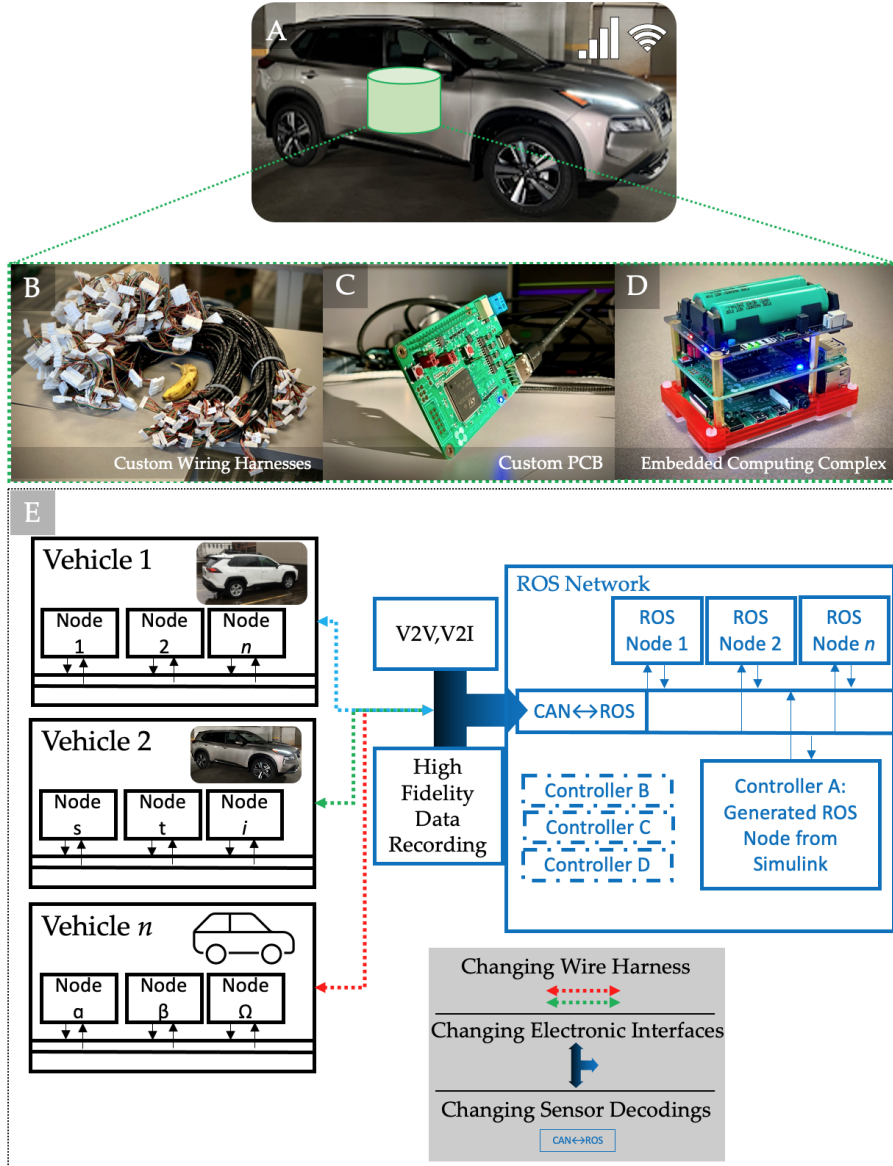 A
B
Custom Wiring Harnesses
C
Custom PCB
D
Embedded Computing Complex
E
Vehicle 1
Node
1
Node
2
Node
n
Vehicle 2
Node
s
Node
t
Node
i
Vehicle n
Node
α
Node
β
Node
Ω
V2V,V2I
High
Fidelity
Data
Recording
ROS Network
ROS
Node 1
ROS
Node 2
ROS
Node n
CAN↔ROS
Controller B
Controller C
Controller D
Controller A:
Generated ROS
Node from
Simulink
Changing Wire Harness
Changing Electronic Interfaces
Changing Sensor Decodings
CAN↔ROS